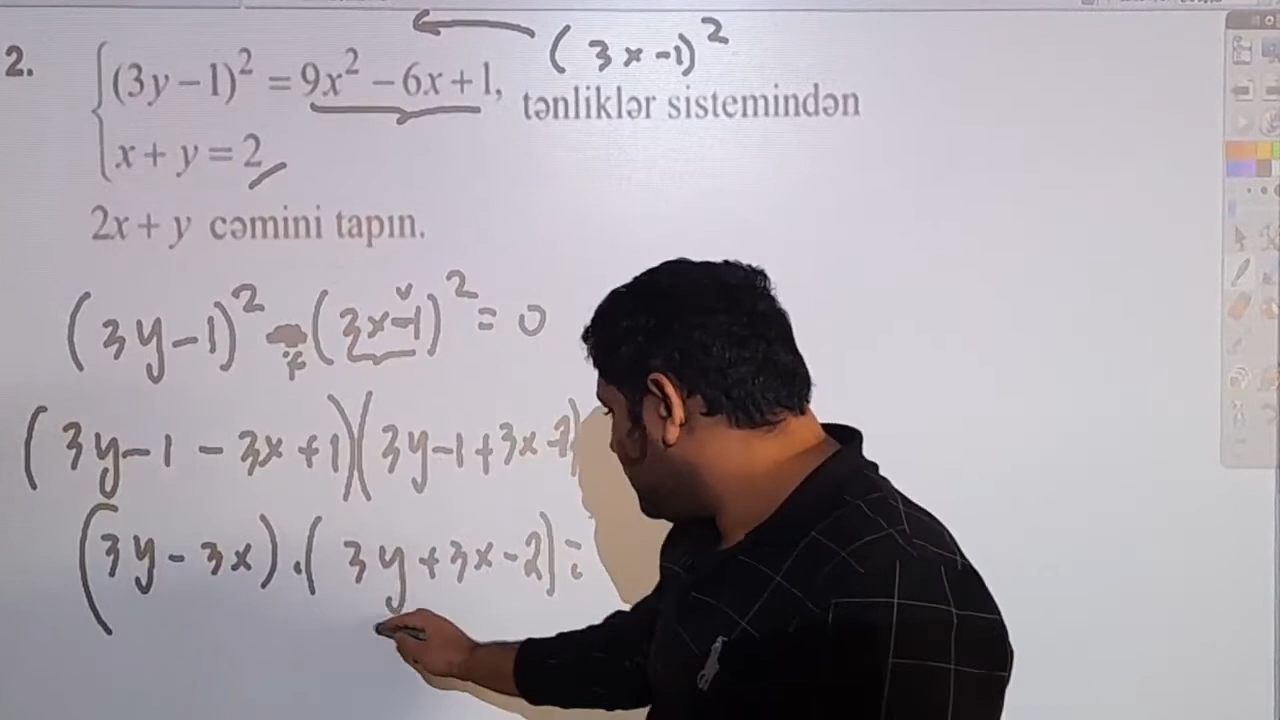 (3x-1)²
2. (3y-1)² = 9x² - 6x + 1,
tənliklər sistemindən
x + y = 2
2x + y cəmini tapın.
(3y-1)² - (3x-1)² = 0
(3y-1-3x+1)(3y-1+3x-1)
(3y-3x).(3y+3x-2)=